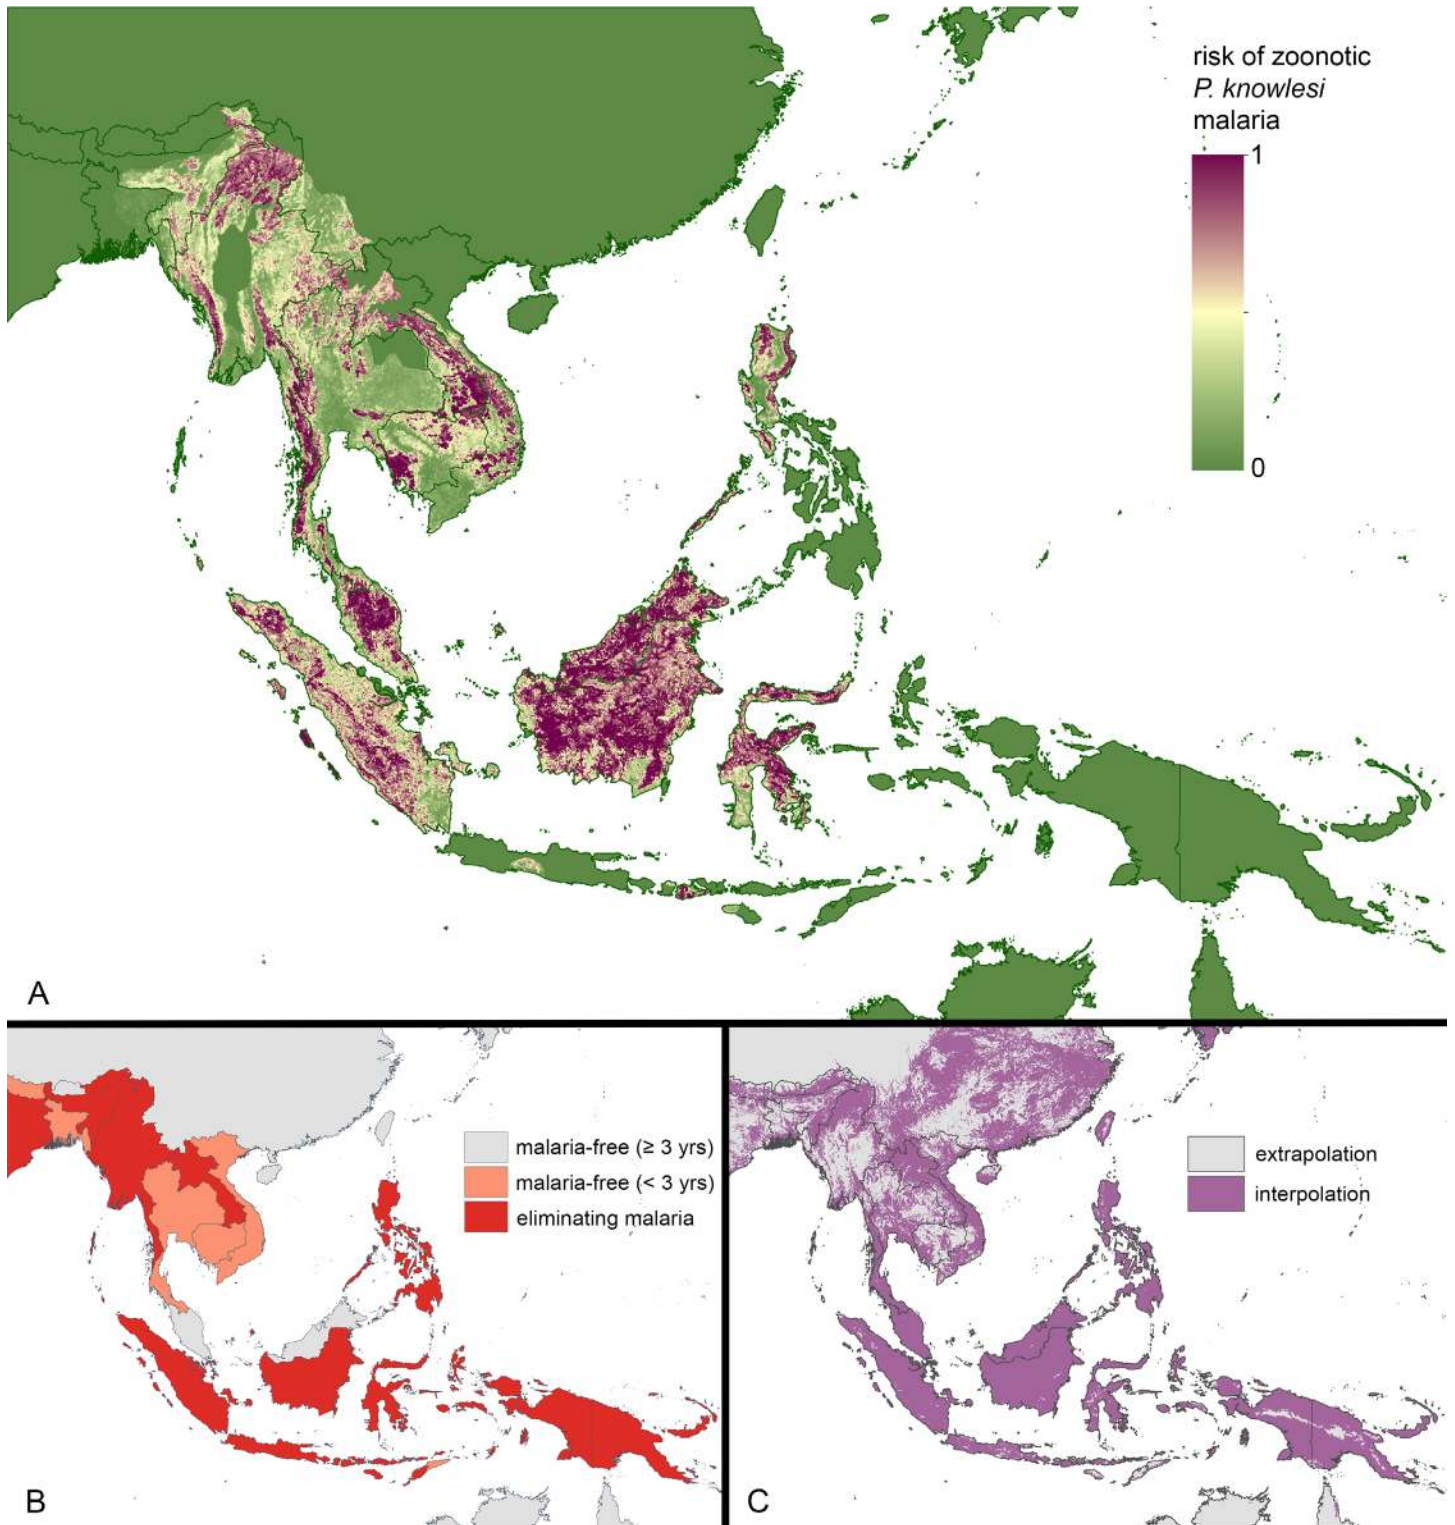 risk of zoonotic
P. knowlesi
malaria
1
0
A
malaria-free (≥ 3 yrs)
malaria-free (< 3 yrs)
eliminating malaria
B
extrapolation
interpolation
C